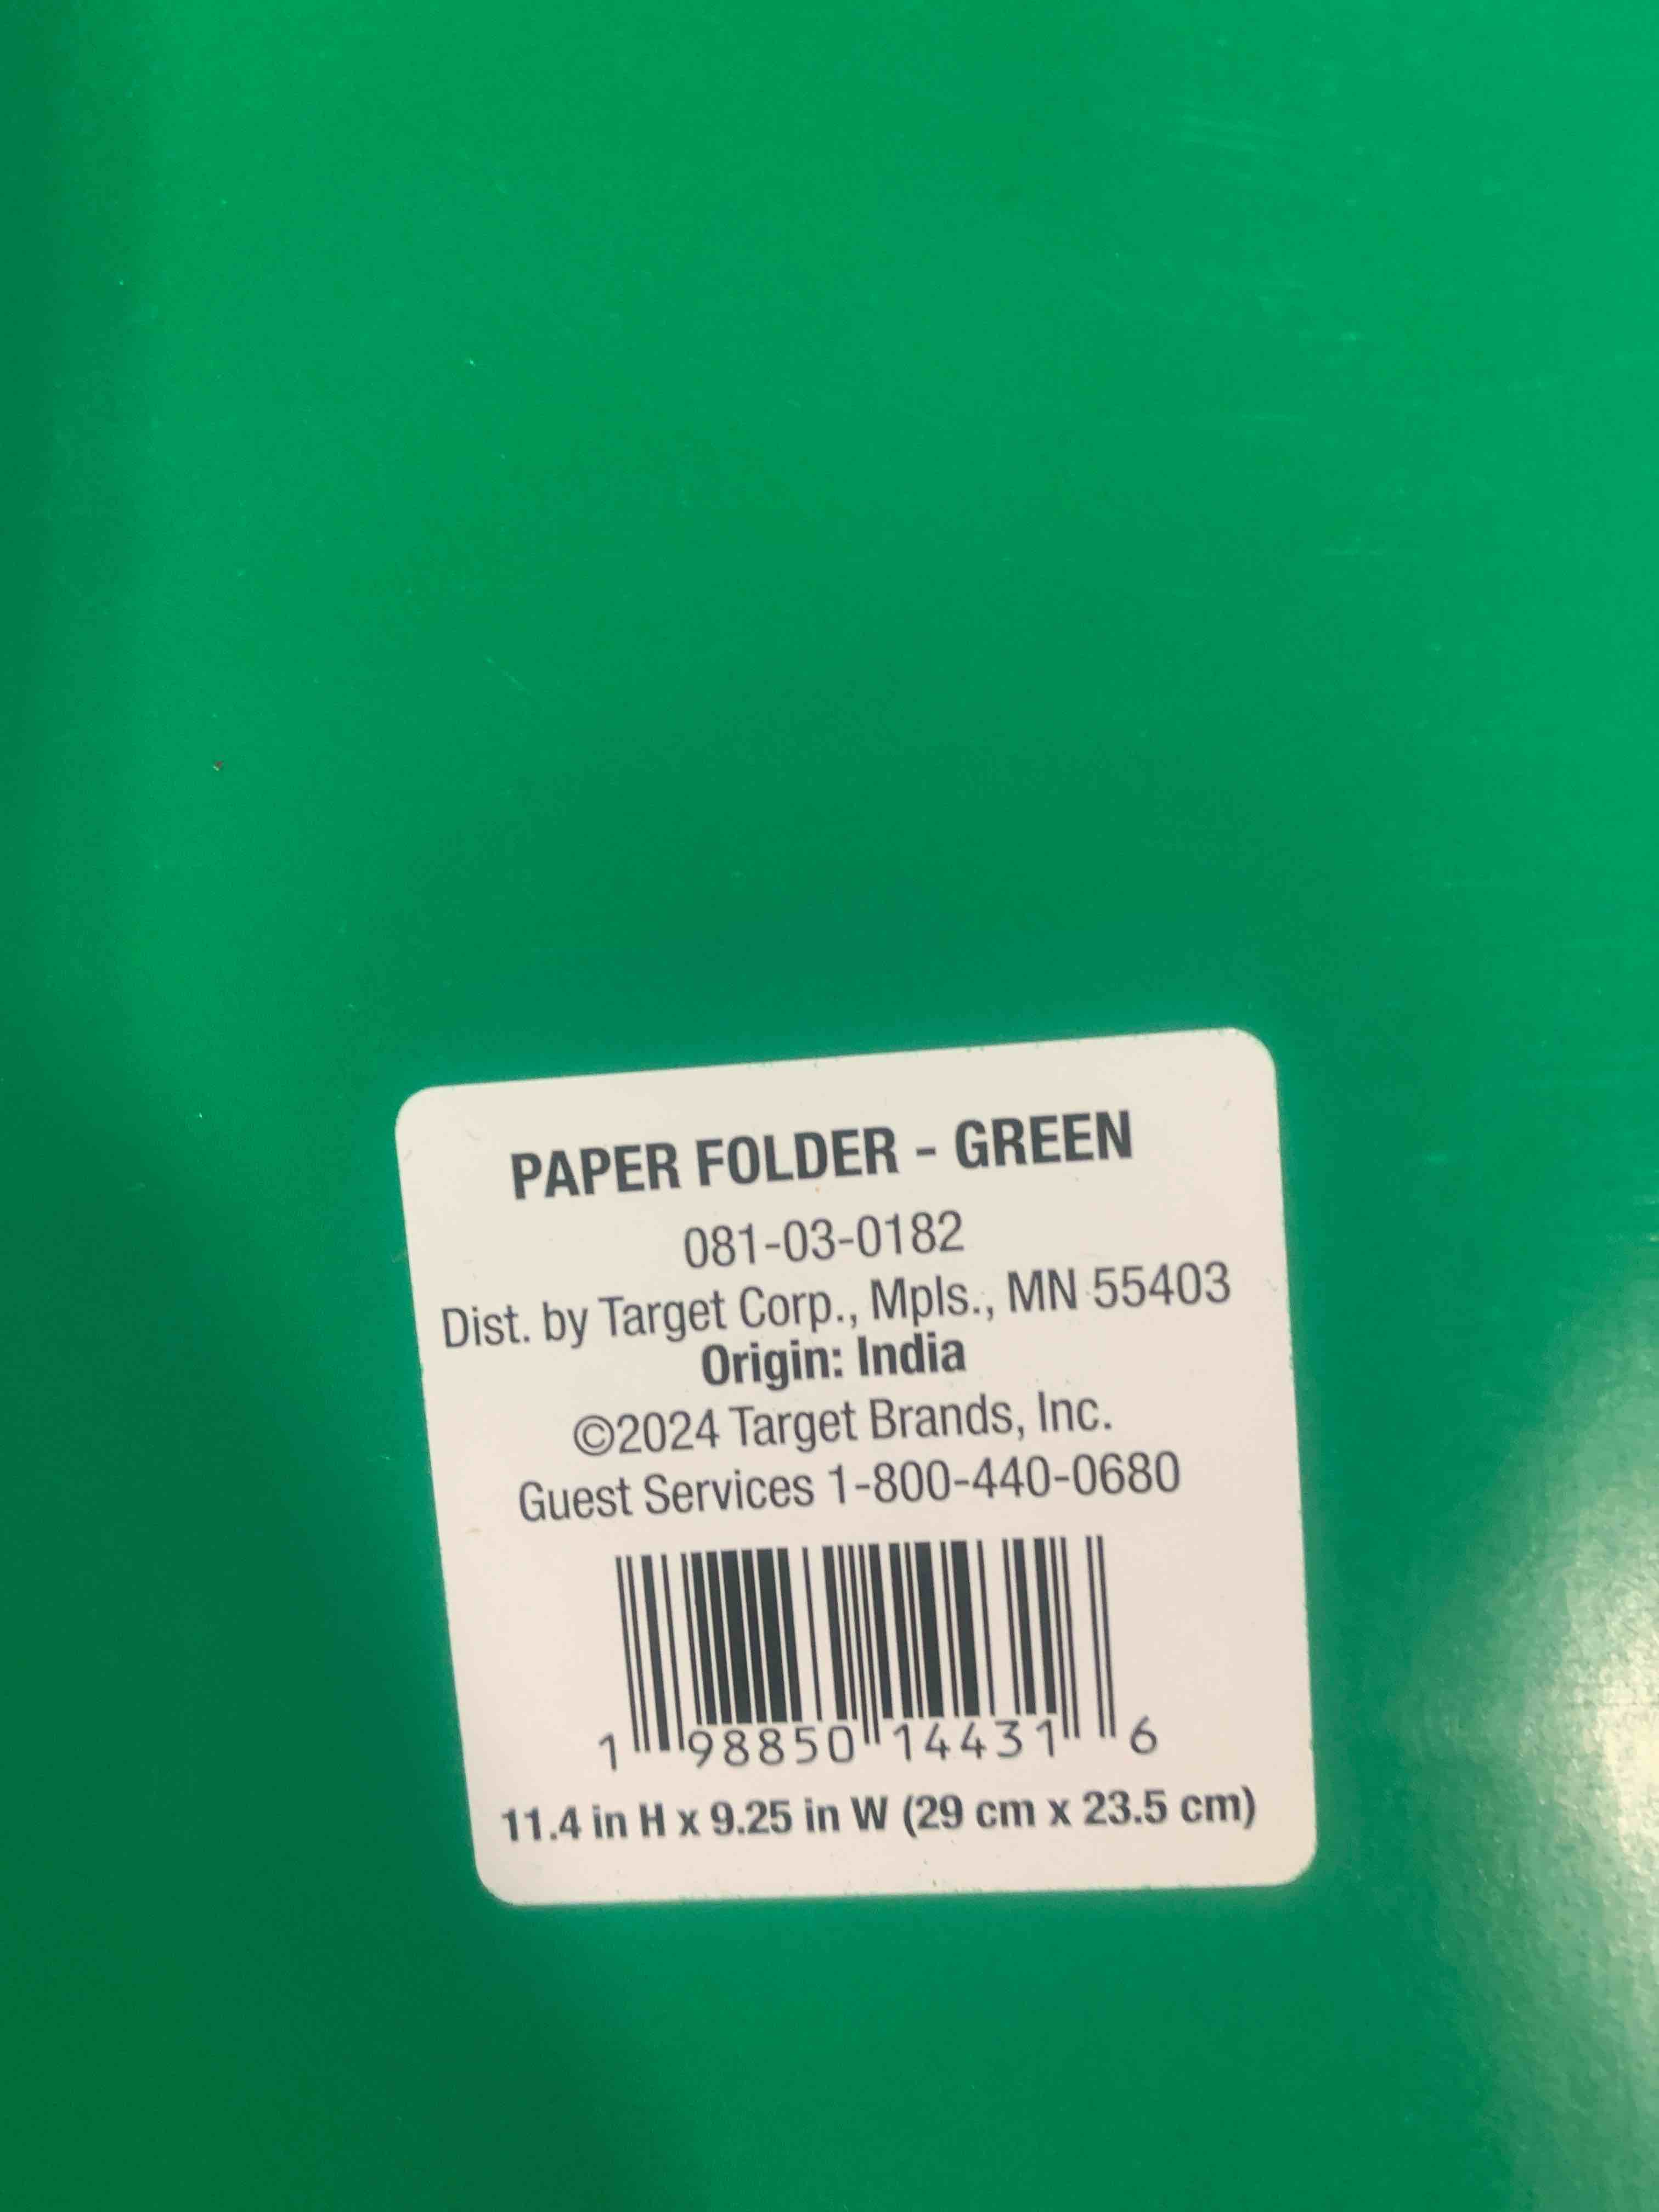 PAPER FOLDER - GREEN
081-03-0182
Dist. by Target Corp., Mpls., MN 55403
Origin: India
©2024 Target Brands, Inc.
Guest Services 1-800-440-0680
1 98850 14431 6
11.4 in H x 9.25 in W (29 cm x 23.5 cm)